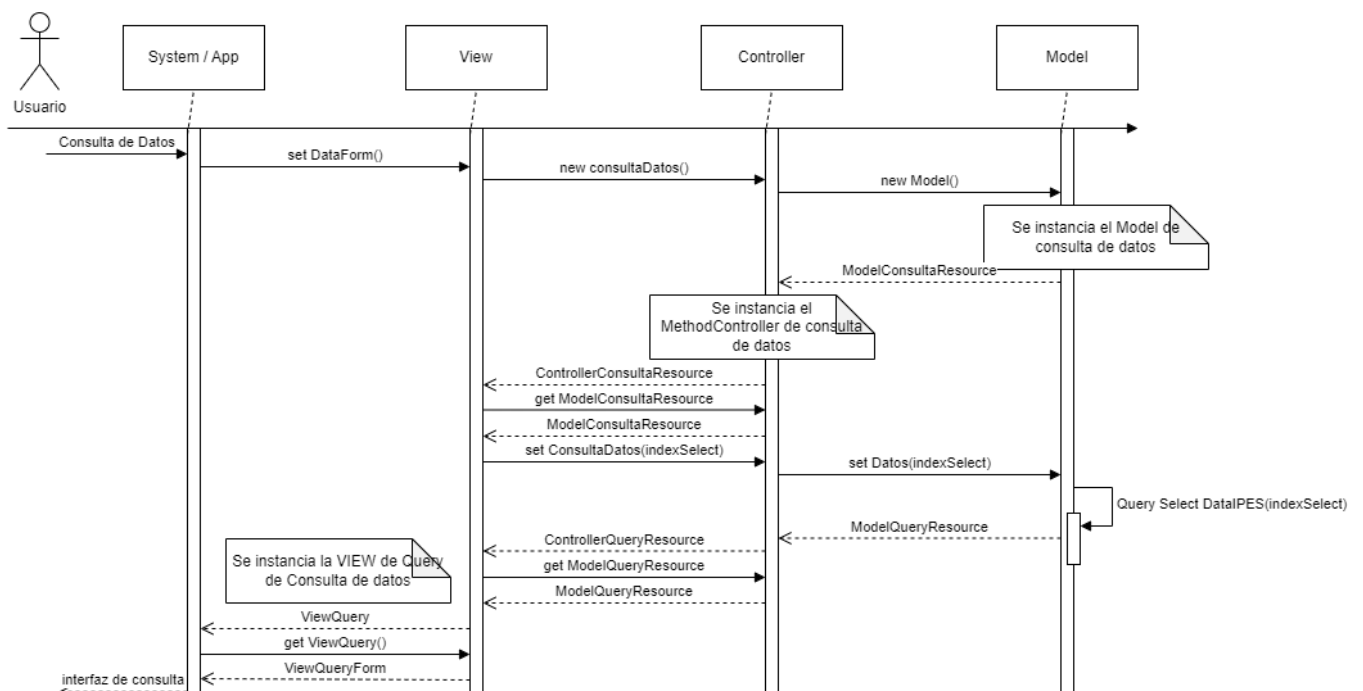 System / App
View
Controller
Model
Usuario
Consulta de Datos
set DataForm()
new consultaDatos()
new Model()
Se instancia el Model de
consulta de datos
ModelConsultaResource
Se instancia el
MethodController de consulta
de datos
ControllerConsultaResource
get ModelConsultaResource
ModelConsultaResource
set ConsultaDatos(indexSelect)
set Datos(indexSelect)
Query Select DataIPES(indexSelect)
ModelQueryResource
ControllerQueryResource
Se instancia la VIEW de Query
de Consulta de datos
get ModelQueryResource
ModelQueryResource
ViewQuery
get ViewQuery()
ViewQueryForm
interfaz de consulta